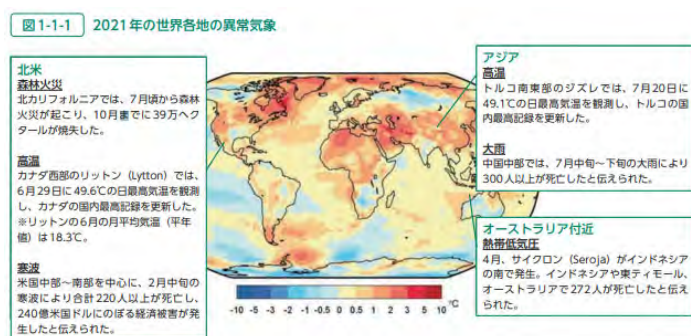 図1-1-1 2021年の世界各地の異常気象
北米
森林火災
北カリフォルニアでは、7月頃から森林
火災が起こり、10月末でに39万ヘク
タールが焼失した。
高温
カナダ西部のリットン（Lytton）では、
6月29日に49.6℃の日最高気温を観測
し、カナダの国内最高記録を更新した。
※リットンの6月の月平均気温（平年
値）は18.3℃。
寒波
米国中部～南部を中心に、2月中旬の
寒波により合計220人以上が死亡し、
240億米国ドルにのぼる経済被害が発
生したと伝えられた。
アジア
高温
トルコ南東部のジズレでは、7月20日に
49.1℃の日最高気温を観測し、トルコの国
内最高記録を更新した。
大雨
中国中部では、7月中旬～下旬の大雨により
300人以上が死亡したと伝えられた。
オーストラリア付近
熱帯低気圧
4月、サイクロン（Seroja）がインドネシア
の南で発生。インドネシアや東ティモール、
オーストラリアで272人が死亡したと伝え
られた。
-10 -5 -3 -2 -1 -0.5 0 0.5 1 2 3 5 10 ℃